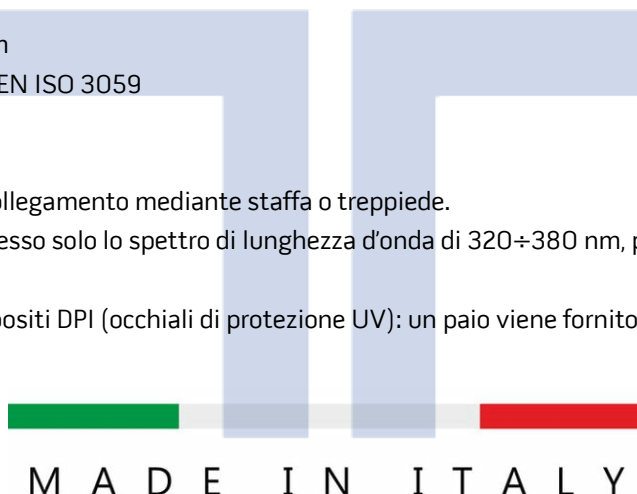 EN ISO 3059
ollegamento mediante staffa o treppiede.
esso solo lo spettro di lunghezza d'onda di 320÷380 nm,
positi DPI (occhiali di protezione UV): un paio viene fornito
MADE IN ITALY